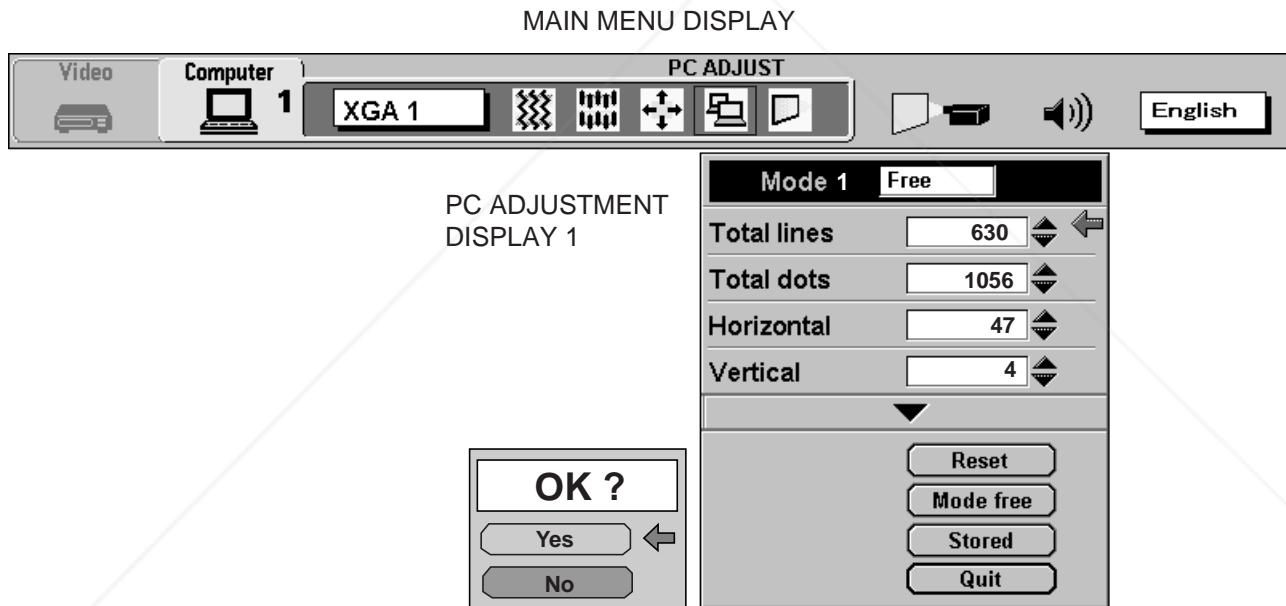 MAIN MENU DISPLAY
Video
Computer
PC ADJUST
1
XGA 1
English
PC ADJUSTMENT
DISPLAY 1
Mode 1 Free
Total lines 630
Total dots 1056
Horizontal 47
Vertical 4
Reset
Mode free
Stored
Quit
OK ?
Yes
No